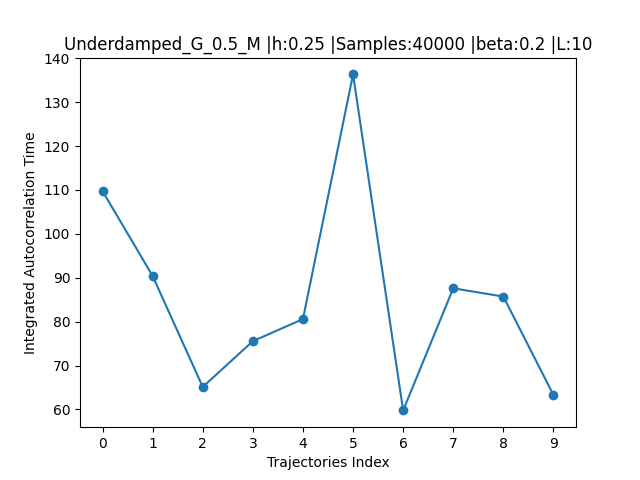 Underdamped_G_0.5_M |h:0.25 |Samples:40000 |beta:0.2 |L:10
Integrated Autocorrelation Time
140
130
120
110
100
90
80
70
60
0 1 2 3 4 5 6 7 8 9
Trajectories Index